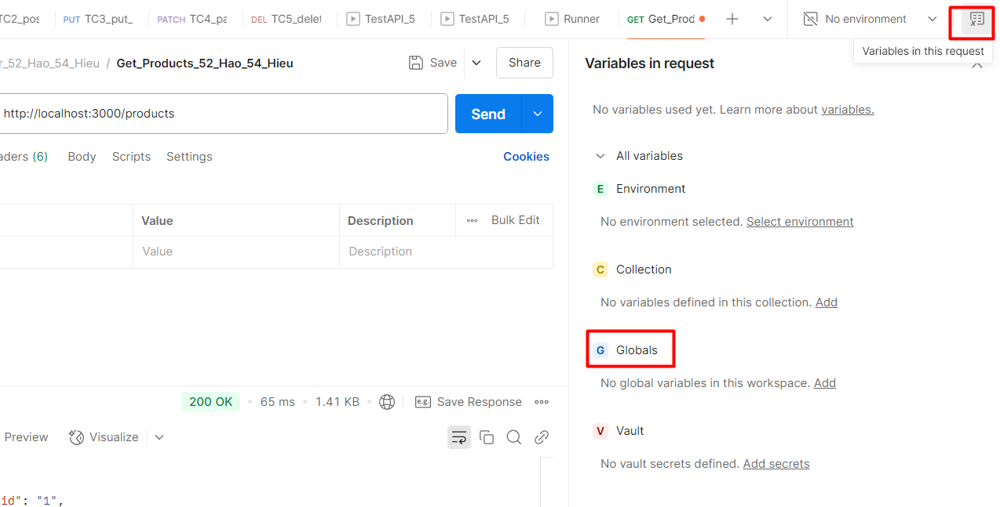 TC2_pos PUT TC3_put_ PATCH TC4_pa DEL TC5_delet TestAPI_5 TestAPI_5 Runner GET Get_Prod No environment
Variables in this request
r_52_Hao_54_Hieu / Get_Products_52_Hao_54_Hieu Save Share
Variables in request
http://localhost:3000/products Send
No variables used yet. Learn more about variables.
aders (6) Body Scripts Settings Cookies
All variables
E Environment
Value Description Bulk Edit
No environment selected. Select environment
Value Description
C Collection
No variables defined in this collection. Add
G Globals
No global variables in this workspace. Add
200 OK 65 ms 1.41 KB e.g. Save Response
V Vault
Preview Visualize
No vault secrets defined. Add secrets
id": "1",